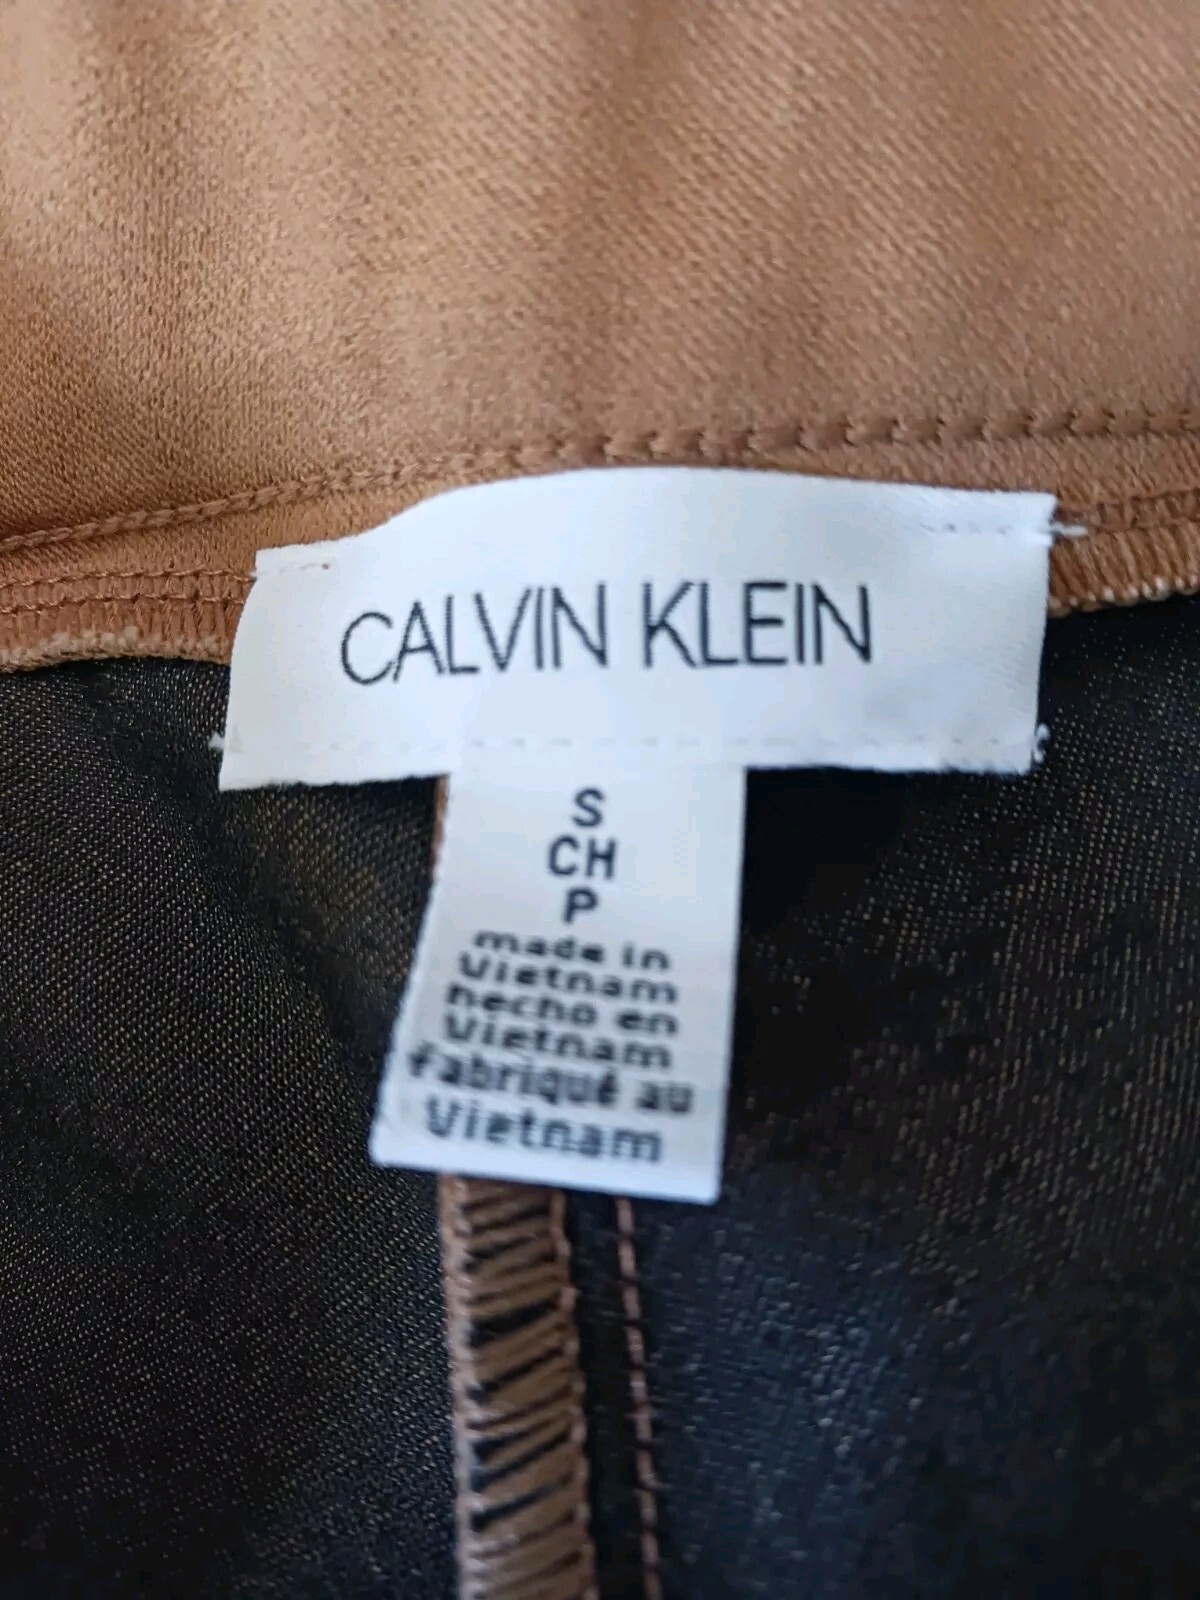 CALVIN KLEIN
S
CH
P
made in
Vietnam
hecho en
Vietnam
fabriqué au
Vietnam